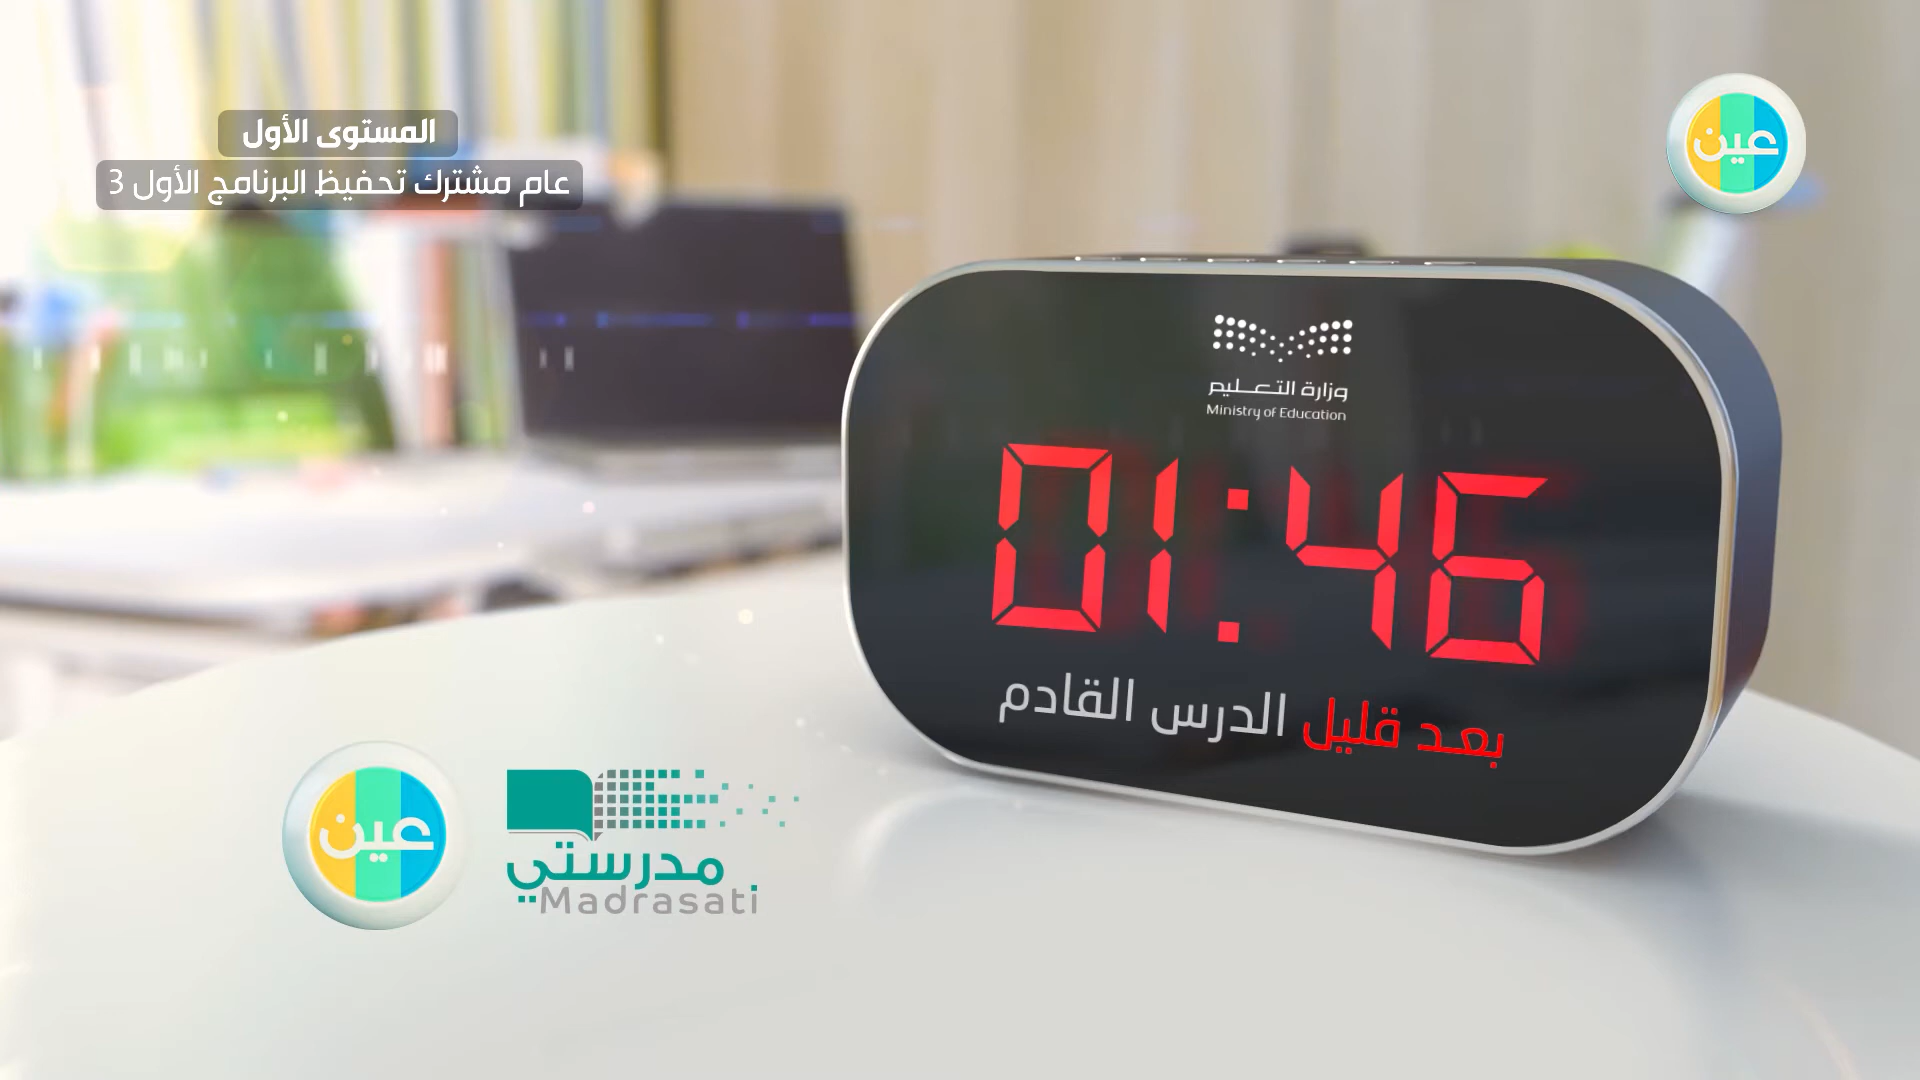 المستوى الأول
عام مشترك تحفيظ البرنامج الأول 3
عين
وزارة التعليم
Ministry of Education
01:46
بعد قليل الدرس القادم
عين
مدرستي
Madrasati